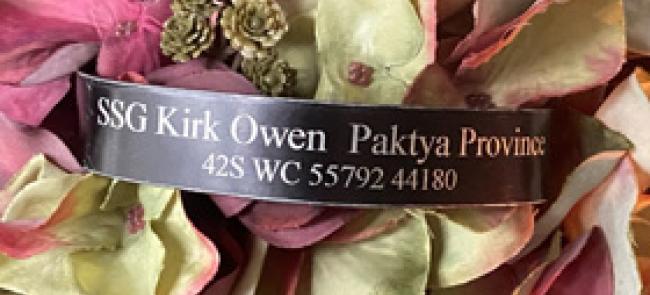 SSG Kirk Owen Paktya Province
42S WC 55792 44180